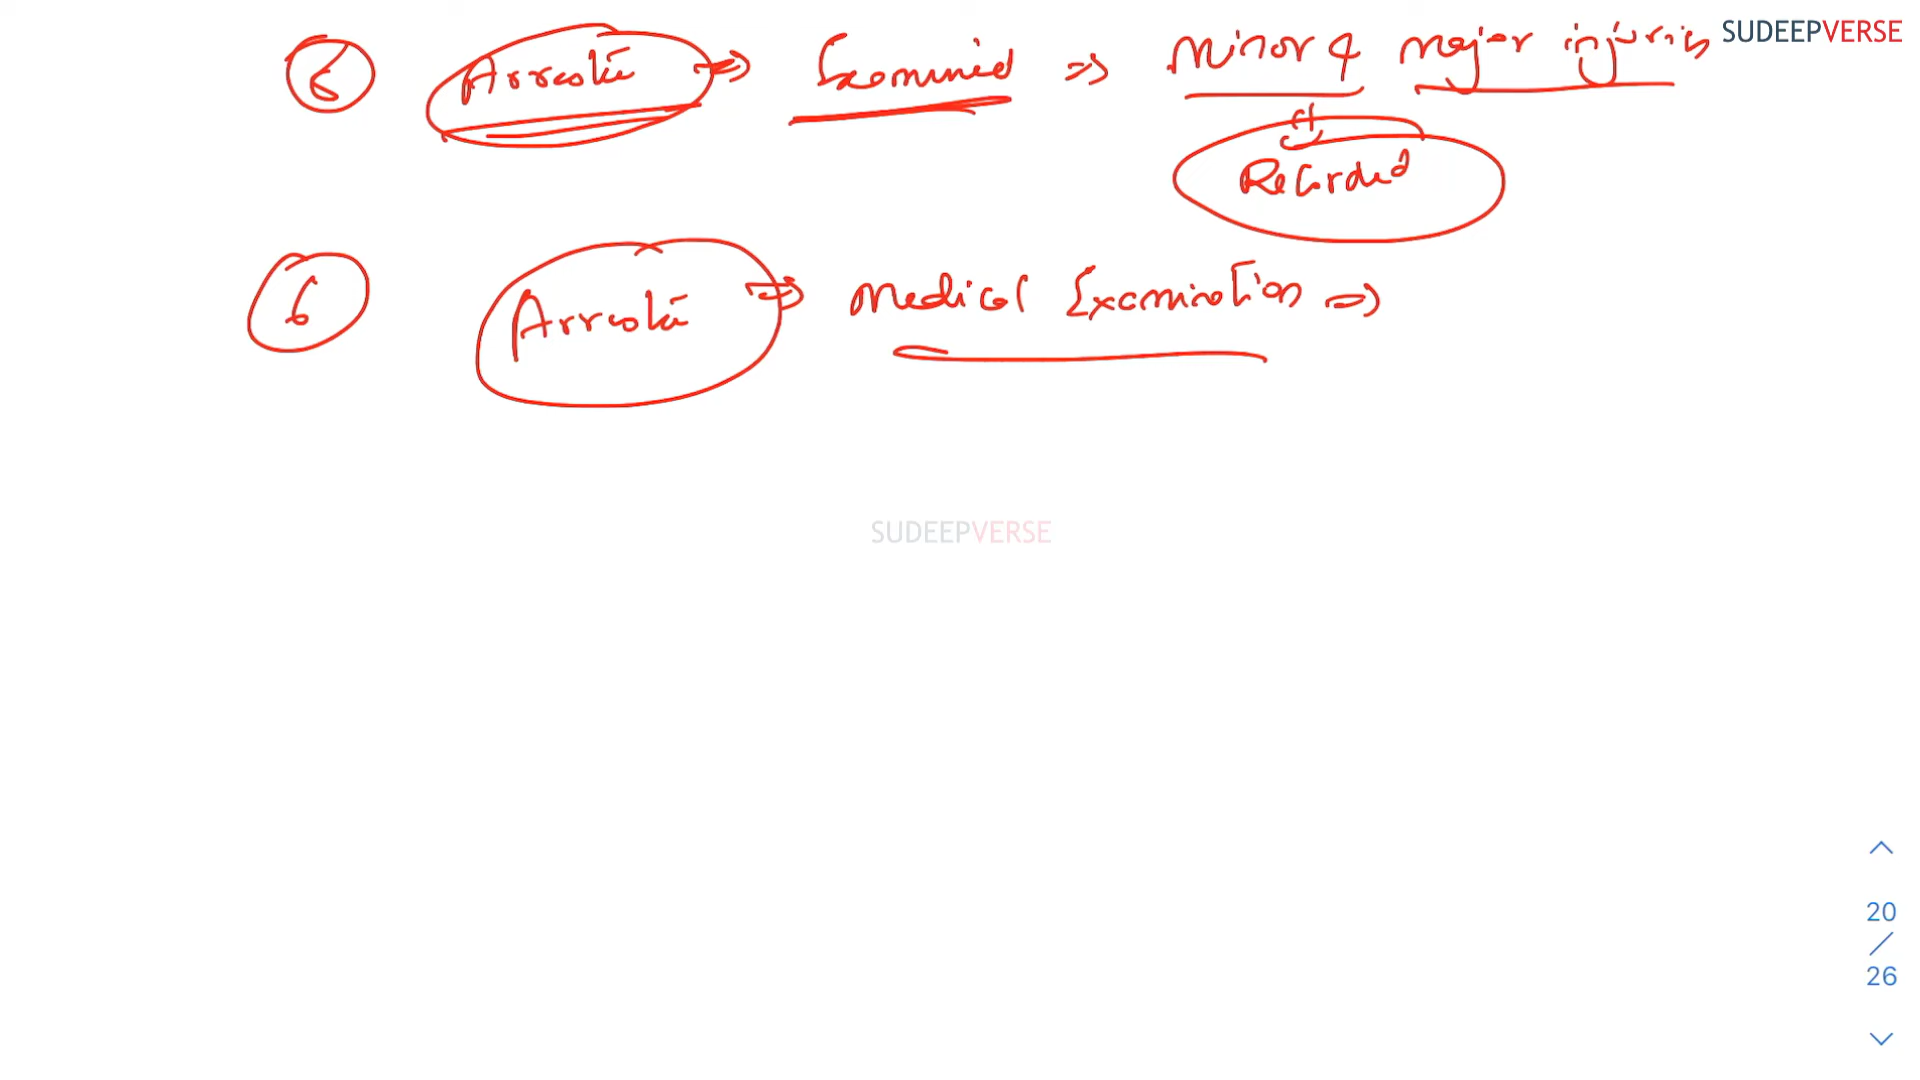 5 Arrestee => Examined => Minor & Major injuries SUDEEPVERSE
Recorded
6 Arrestee => Medical Examination =>
SUDEEPVERSE
20
/
26